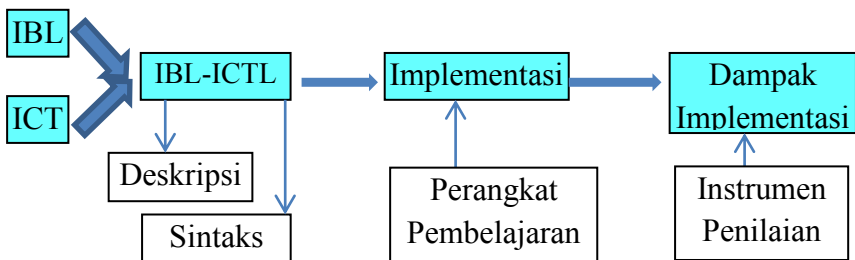 IBL
ICT
IBL-ICTL
Implementasi
Dampak
Implementasi
Deskripsi
Sintaks
Perangkat
Pembelajaran
Instrumen
Penilaian